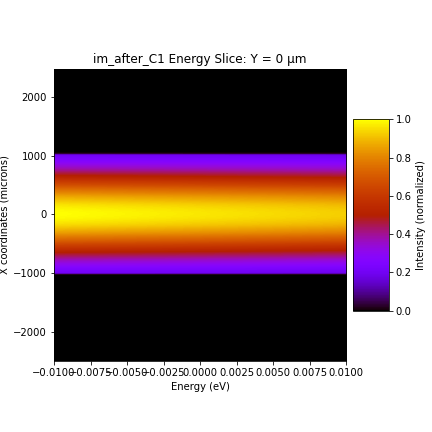 im_after_C1 Energy Slice: Y = 0 μm
X coordinates (microns)
2000
1000
0
−1000
−2000
−0.0100−0.0075−0.0050−0.0025 0.0000 0.0025 0.0050 0.0075 0.0100
Energy (eV)
1.0
0.8
0.6
0.4
0.2
0.0
Intensity (normalized)